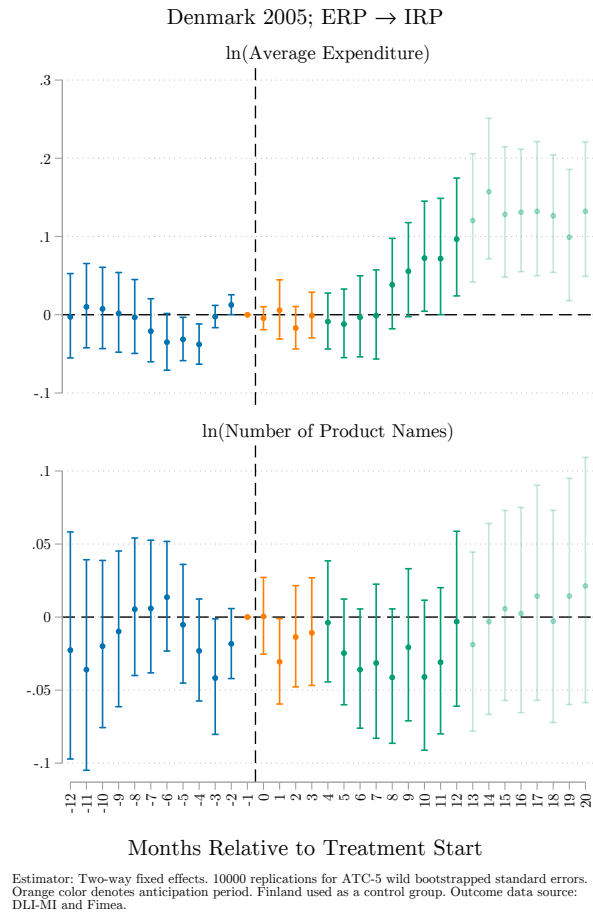 Denmark 2005; ERP → IRP
ln(Average Expenditure)
.3
.2
.1
0
-.1
ln(Number of Product Names)
.1
.05
0
-.05
-.1
-12 -11 -10 -9 -8 -7 -6 -5 -4 -3 -2 -1 0 1 2 3 4 5 6 7 8 9 10 11 12 13 14 15 16 17 18 19 20
Months Relative to Treatment Start
Estimator: Two-way fixed effects. 10000 replications for ATC-5 wild bootstrapped standard errors.
Orange color denotes anticipation period. Finland used as a control group. Outcome data source:
DLI-MI and Fimea.